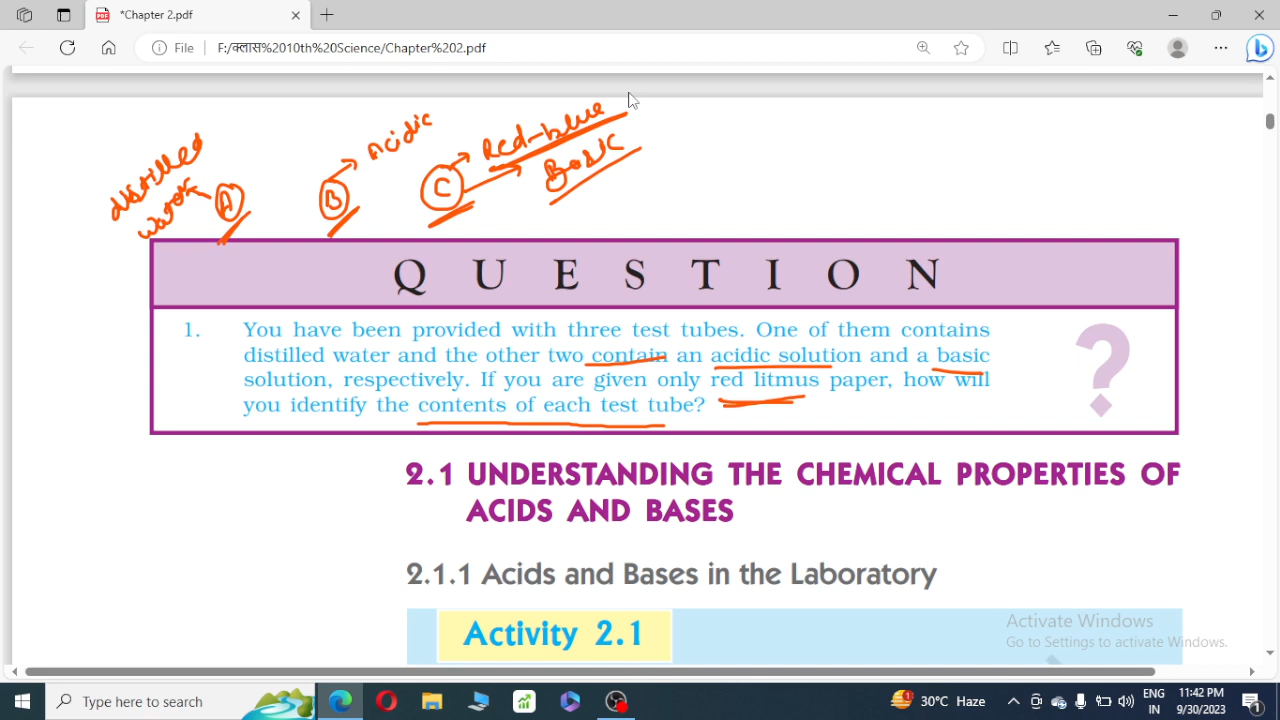 *Chapter 2.pdf
File
F:/क्लास%2010th%20Science/Chapter%202.pdf
distilled
water
A
B
Acidic
C
Red-blue
Basic
QUESTION
1. You have been provided with three test tubes. One of them contains
distilled water and the other two contain an acidic solution and a basic
solution, respectively. If you are given only red litmus paper, how will
you identify the contents of each test tube?
?
2.1 UNDERSTANDING THE CHEMICAL PROPERTIES OF
ACIDS AND BASES
2.1.1 Acids and Bases in the Laboratory
Activity 2.1
Activate Windows
Go to Settings to activate Windows.
Type here to search
1
30°C Haze
ENG
IN
11:42 PM
9/30/2023
1